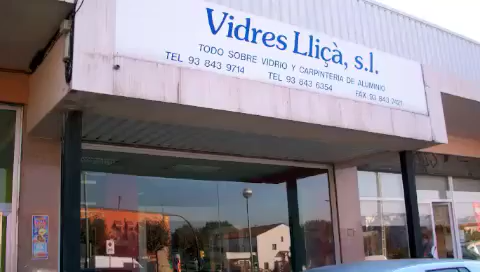 Vidres Lliçà, s.l.
TODO SOBRE VIDRIO Y CARPINTERIA DE ALUMINIO
TEL 93 843 9714 TEL 93 843 6354 FAX 93 843